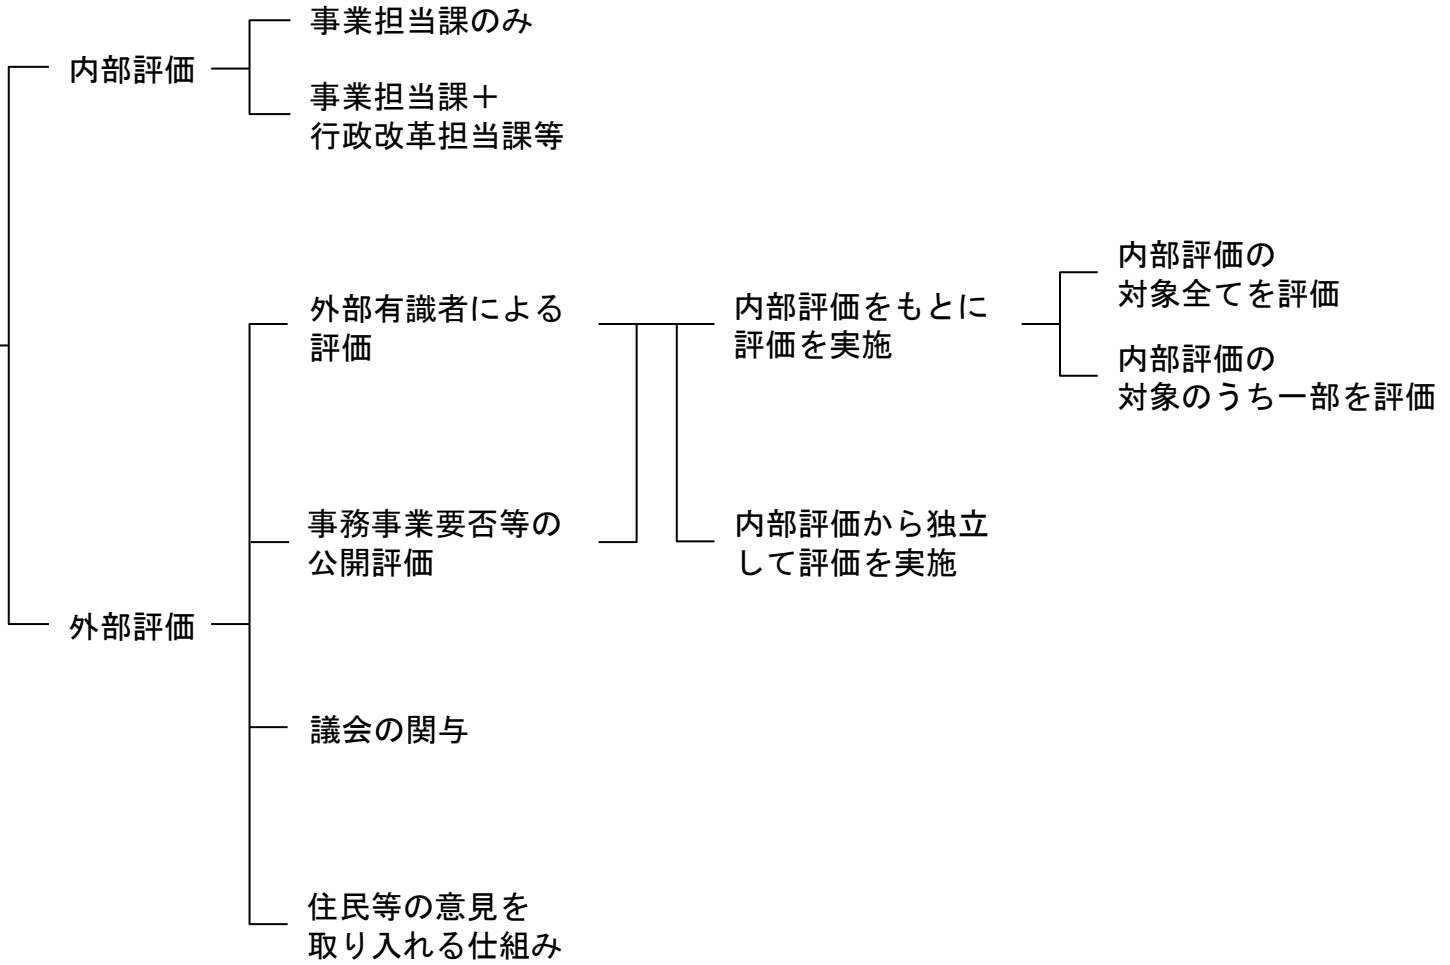 事業担当課のみ
内部評価
事業担当課＋
行政改革担当課等
内部評価の
対象全てを評価
外部有識者による
評価
内部評価をもとに
評価を実施
内部評価の
対象のうち一部を評価
事務事業要否等の
公開評価
内部評価から独立
して評価を実施
外部評価
議会の関与
住民等の意見を
取り入れる仕組み